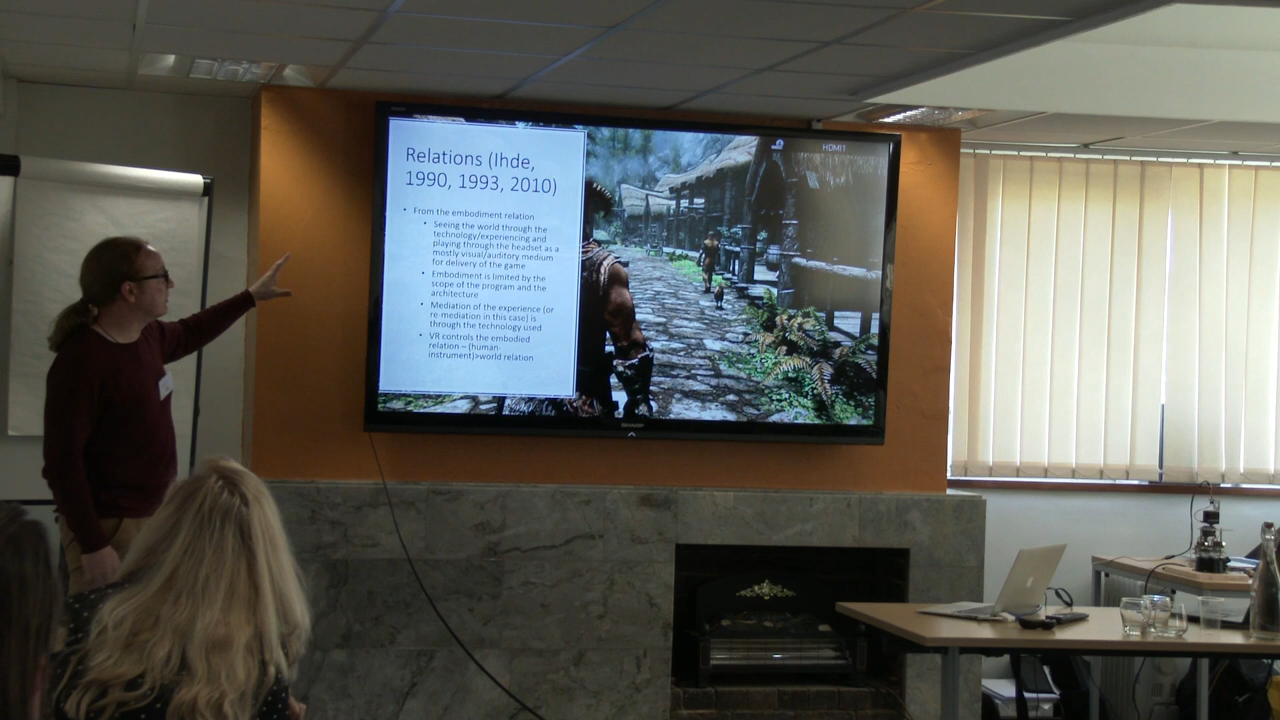 Relations (Ihde,
1990, 1993, 2010)
• From the embodiment relation
• Seeing the world through the
technology/experiencing and
playing through the headset as a
mostly visual/auditory medium
for delivery of the game
• Embodiment is limited by the
scope of the program and the
architecture
• Mediation of the experience (or
re-mediation in this case) is
through the technology used
• VR controls the embodied
relation – (human-
instrument)>world relation
HDMI1
SHARP